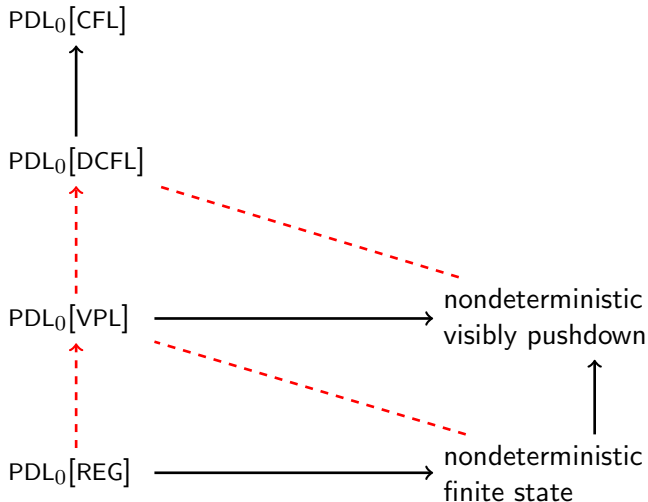 PDL₀[CFL]
PDL₀[DCFL]
PDL₀[VPL]
nondeterministic
visibly pushdown
PDL₀[REG]
nondeterministic
finite state